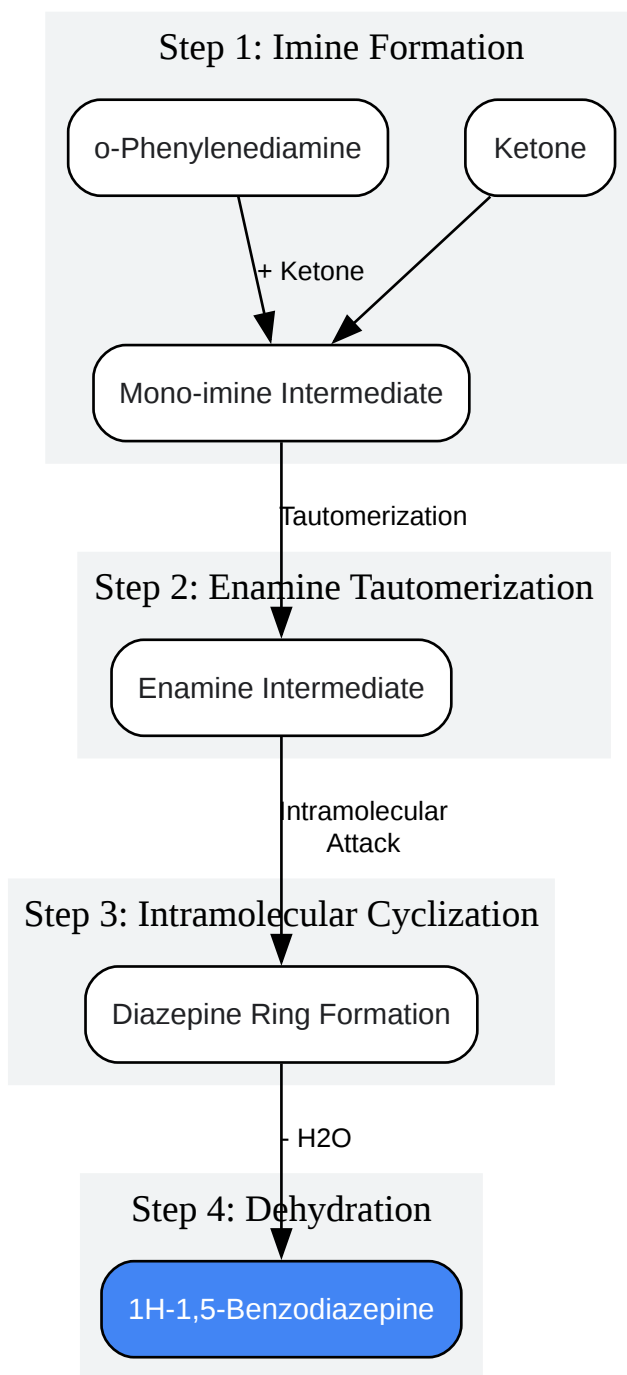 Step 1: Imine Formation
o-Phenylenediamine
Ketone
+ Ketone
Mono-imine Intermediate
Tautomerization
Step 2: Enamine Tautomerization
Enamine Intermediate
Intramolecular
Attack
Step 3: Intramolecular Cyclization
Diazepine Ring Formation
- H2O
Step 4: Dehydration
1H-1,5-Benzodiazepine